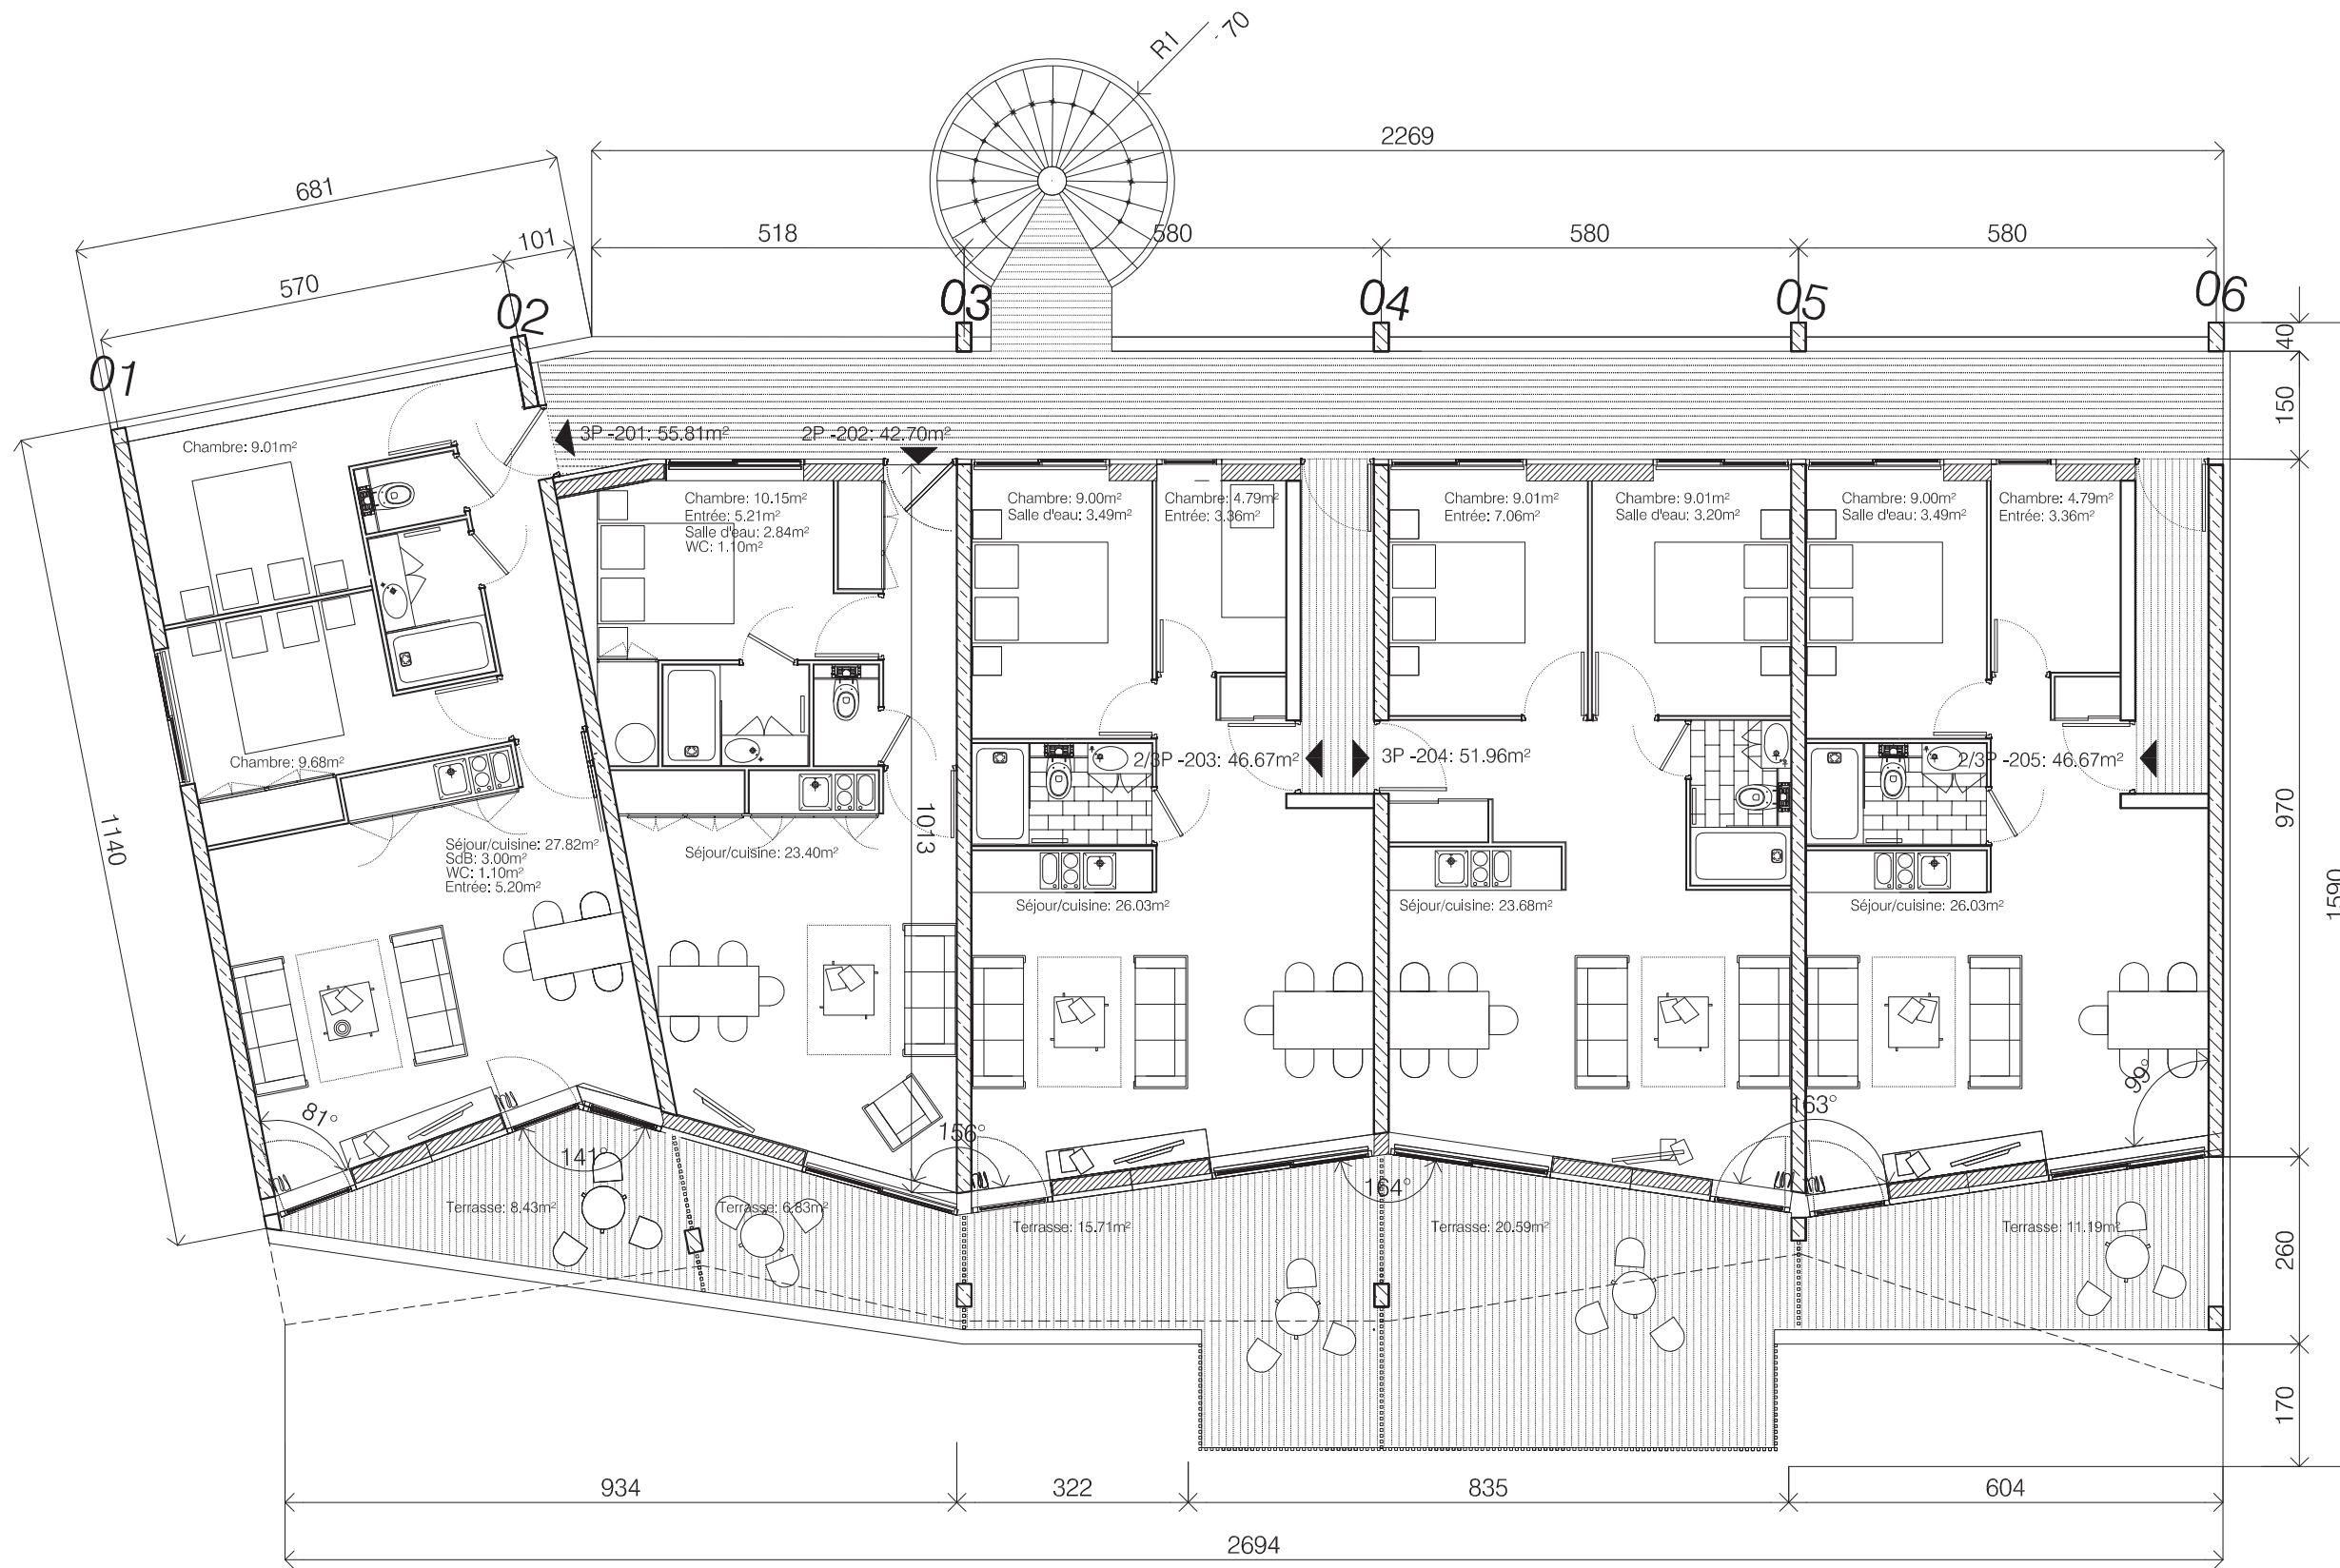 R1
70
2269
681
101
518
580
580
580
570
01
02
03
04
05
06
40
150
970
1590
260
170
1140
1013
Chambre: 9.01m²
3P -201: 55.81m²
2P -202: 42.70m²
Chambre: 10.15m²
Entrée: 5.21m²
Salle d'eau: 2.84m²
WC: 1.10m²
Chambre: 9.00m²
Salle d'eau: 3.49m²
Chambre: 4.79m²
Entrée: 3.36m²
Chambre: 9.01m²
Entrée: 7.06m²
Chambre: 9.01m²
Salle d'eau: 3.20m²
Chambre: 9.00m²
Salle d'eau: 3.49m²
Chambre: 4.79m²
Entrée: 3.36m²
Chambre: 9.68m²
2/3P -203: 46.67m²
3P -204: 51.96m²
2/3P -205: 46.67m²
Séjour/cuisine: 27.82m²
SdB: 3.00m²
WC: 1.10m²
Entrée: 5.20m²
Séjour/cuisine: 23.40m²
Séjour/cuisine: 26.03m²
Séjour/cuisine: 23.68m²
Séjour/cuisine: 26.03m²
81°
141°
156°
164°
163°
99°
Terrasse: 8.43m²
Terrasse: 6.83m²
Terrasse: 15.71m²
Terrasse: 20.59m²
Terrasse: 11.19m²
934
322
835
604
2694